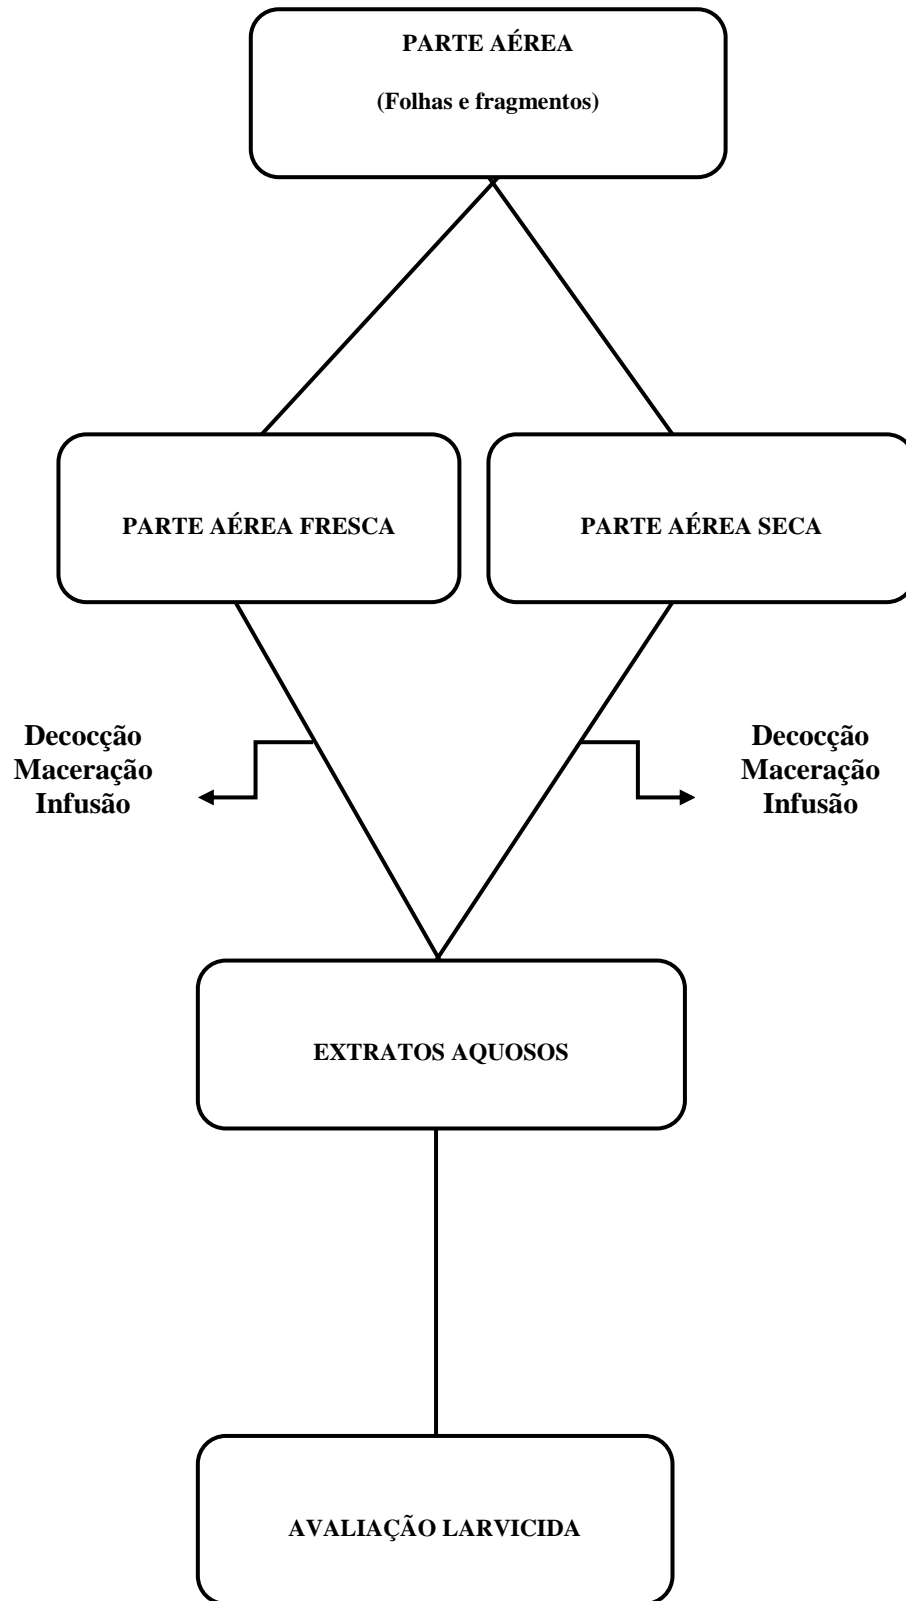 PARTE AÉREA
(Folhas e fragmentos)
PARTE AÉREA FRESCA
PARTE AÉREA SECA
Decocção
Maceração
Infusão
Decocção
Maceração
Infusão
EXTRATOS AQUOSOS
AVALIAÇÃO LARVICIDA